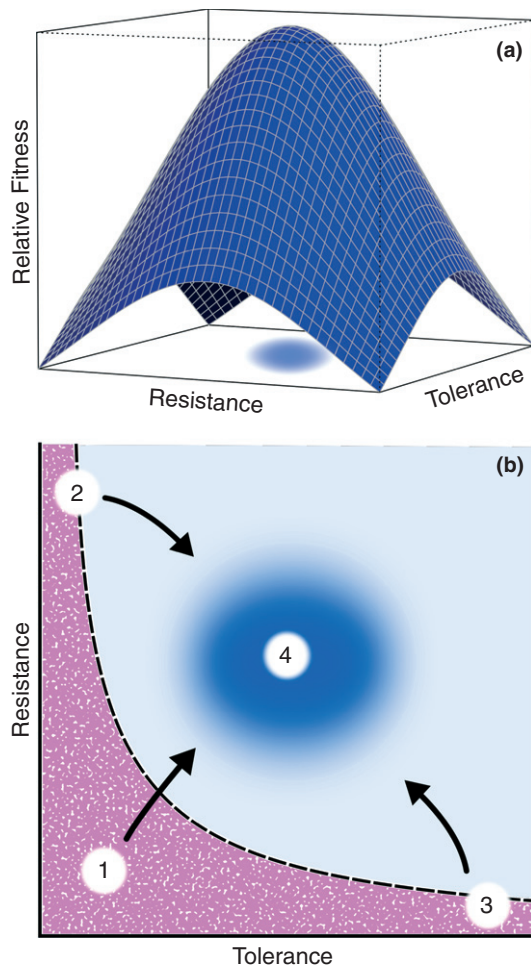 (a)
Relative Fitness
Resistance
Tolerance
(b)
2
4
Resistance
1
3
Tolerance